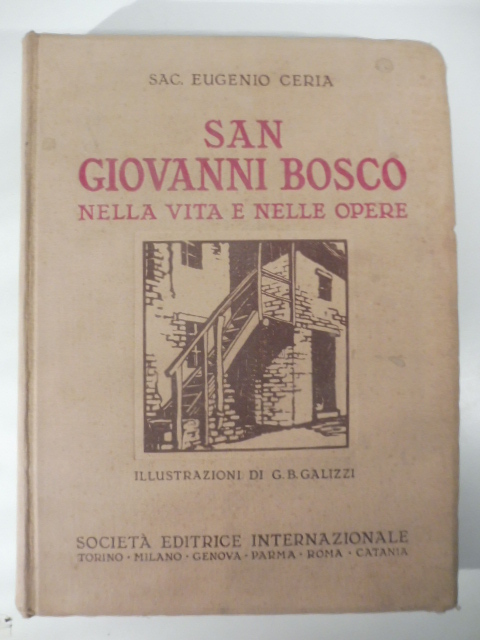 SAC. EUGENIO CERIA
SAN
GIOVANNI BOSCO
NELLA VITA E NELLE OPERE
ILLUSTRAZIONI DI G. B. GALIZZI
SOCIETÀ EDITRICE INTERNAZIONALE
TORINO · MILANO · GENOVA · PARMA · ROMA · CATANIA